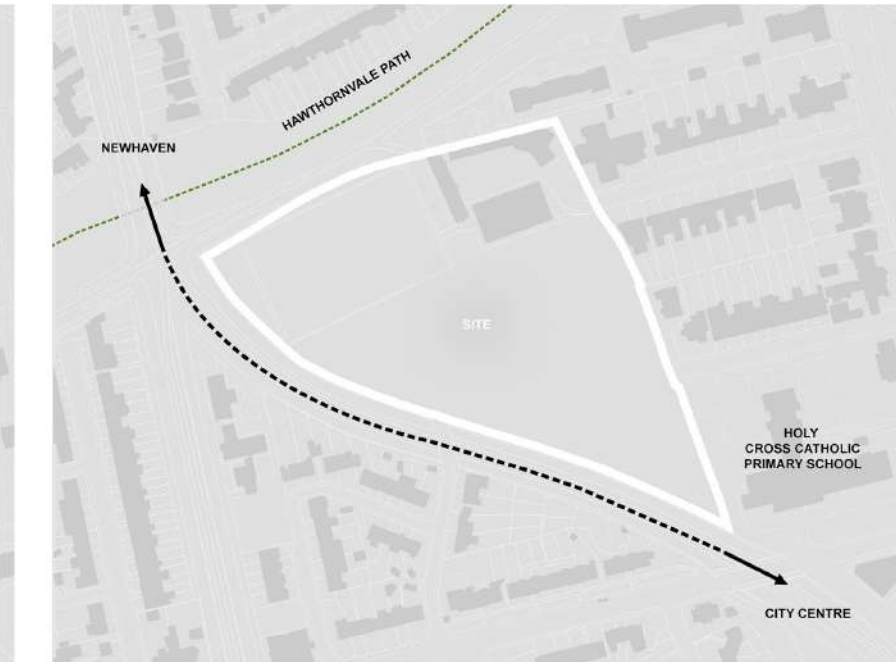 HAWTHORNVALE PATH
NEWHAVEN
SITE
HOLY
CROSS CATHOLIC
PRIMARY SCHOOL
CITY CENTRE